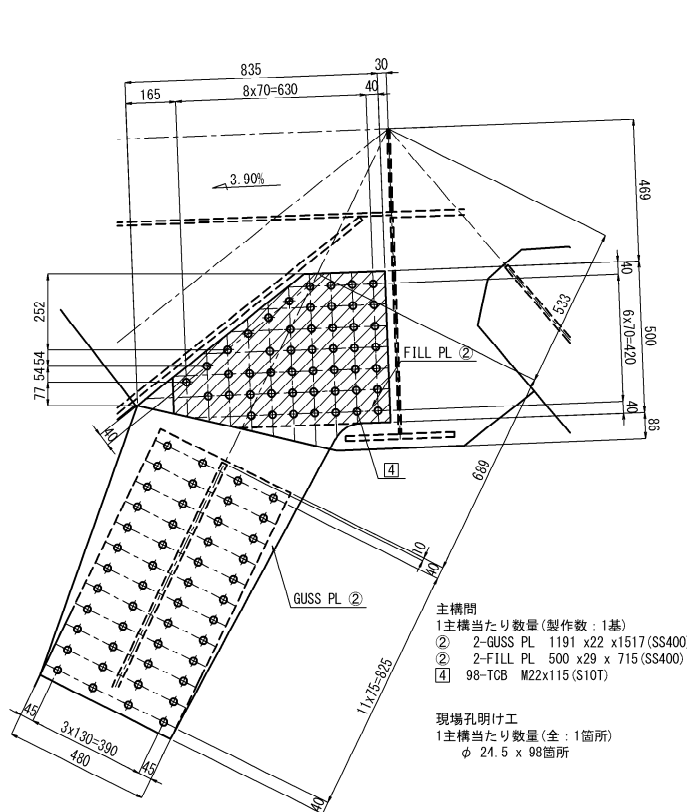 30
835
165
8x70=630
40
3.90%
469
40
533
252
6x70=420
500
FILL PL ②
54
54
77
40
40
86
4
689
10
40
GUSS PL ②
主構問
1主構当たり数量(製作数：1基)
② 2-GUSS PL 1191 x22 x1517(SS400)
② 2-FILL PL 500 x29 x 715(SS400)
4 98-TCB M22x115(S10T)
11x75=825
45
3x130=390
480
45
40
現場孔明け工
1主構当たり数量(全：1箇所)
φ 24.5 x 98箇所